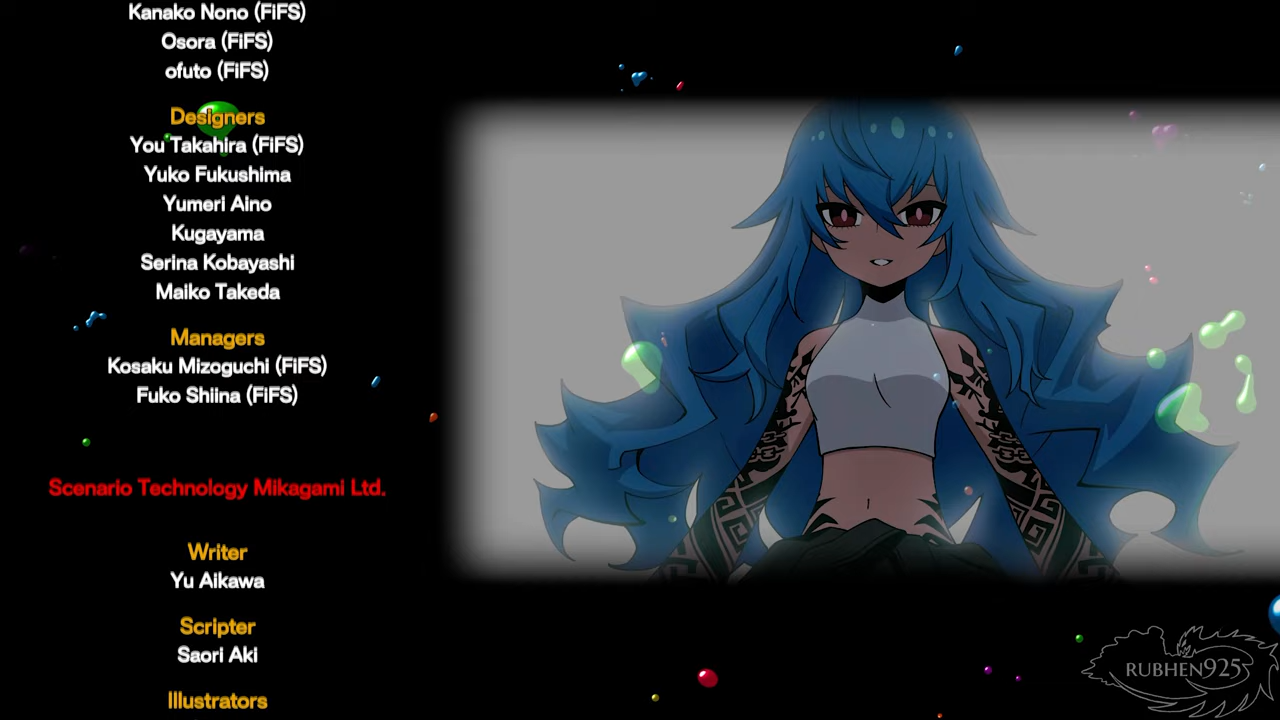 Kanako Nono (FiFS)
Osora (FiFS)
ofuto (FiFS)
Designers
You Takahira (FiFS)
Yuko Fukushima
Yumeri Aino
Kugayama
Serina Kobayashi
Maiko Takeda
Managers
Kosaku Mizoguchi (FiFS)
Fuko Shiina (FiFS)
Scenario Technology Mikagami Ltd.
Writer
Yu Aikawa
Scripter
Saori Aki
Illustrators
RUBHEN925